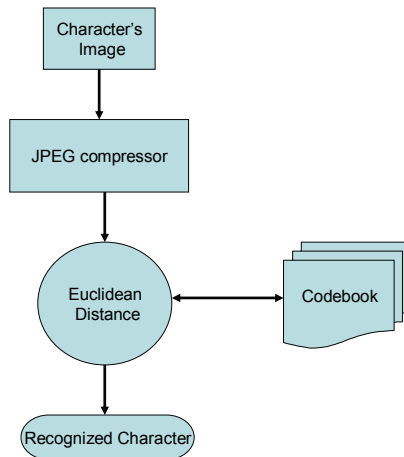 Character's
Image
JPEG compressor
Euclidean
Distance
Codebook
Recognized Character